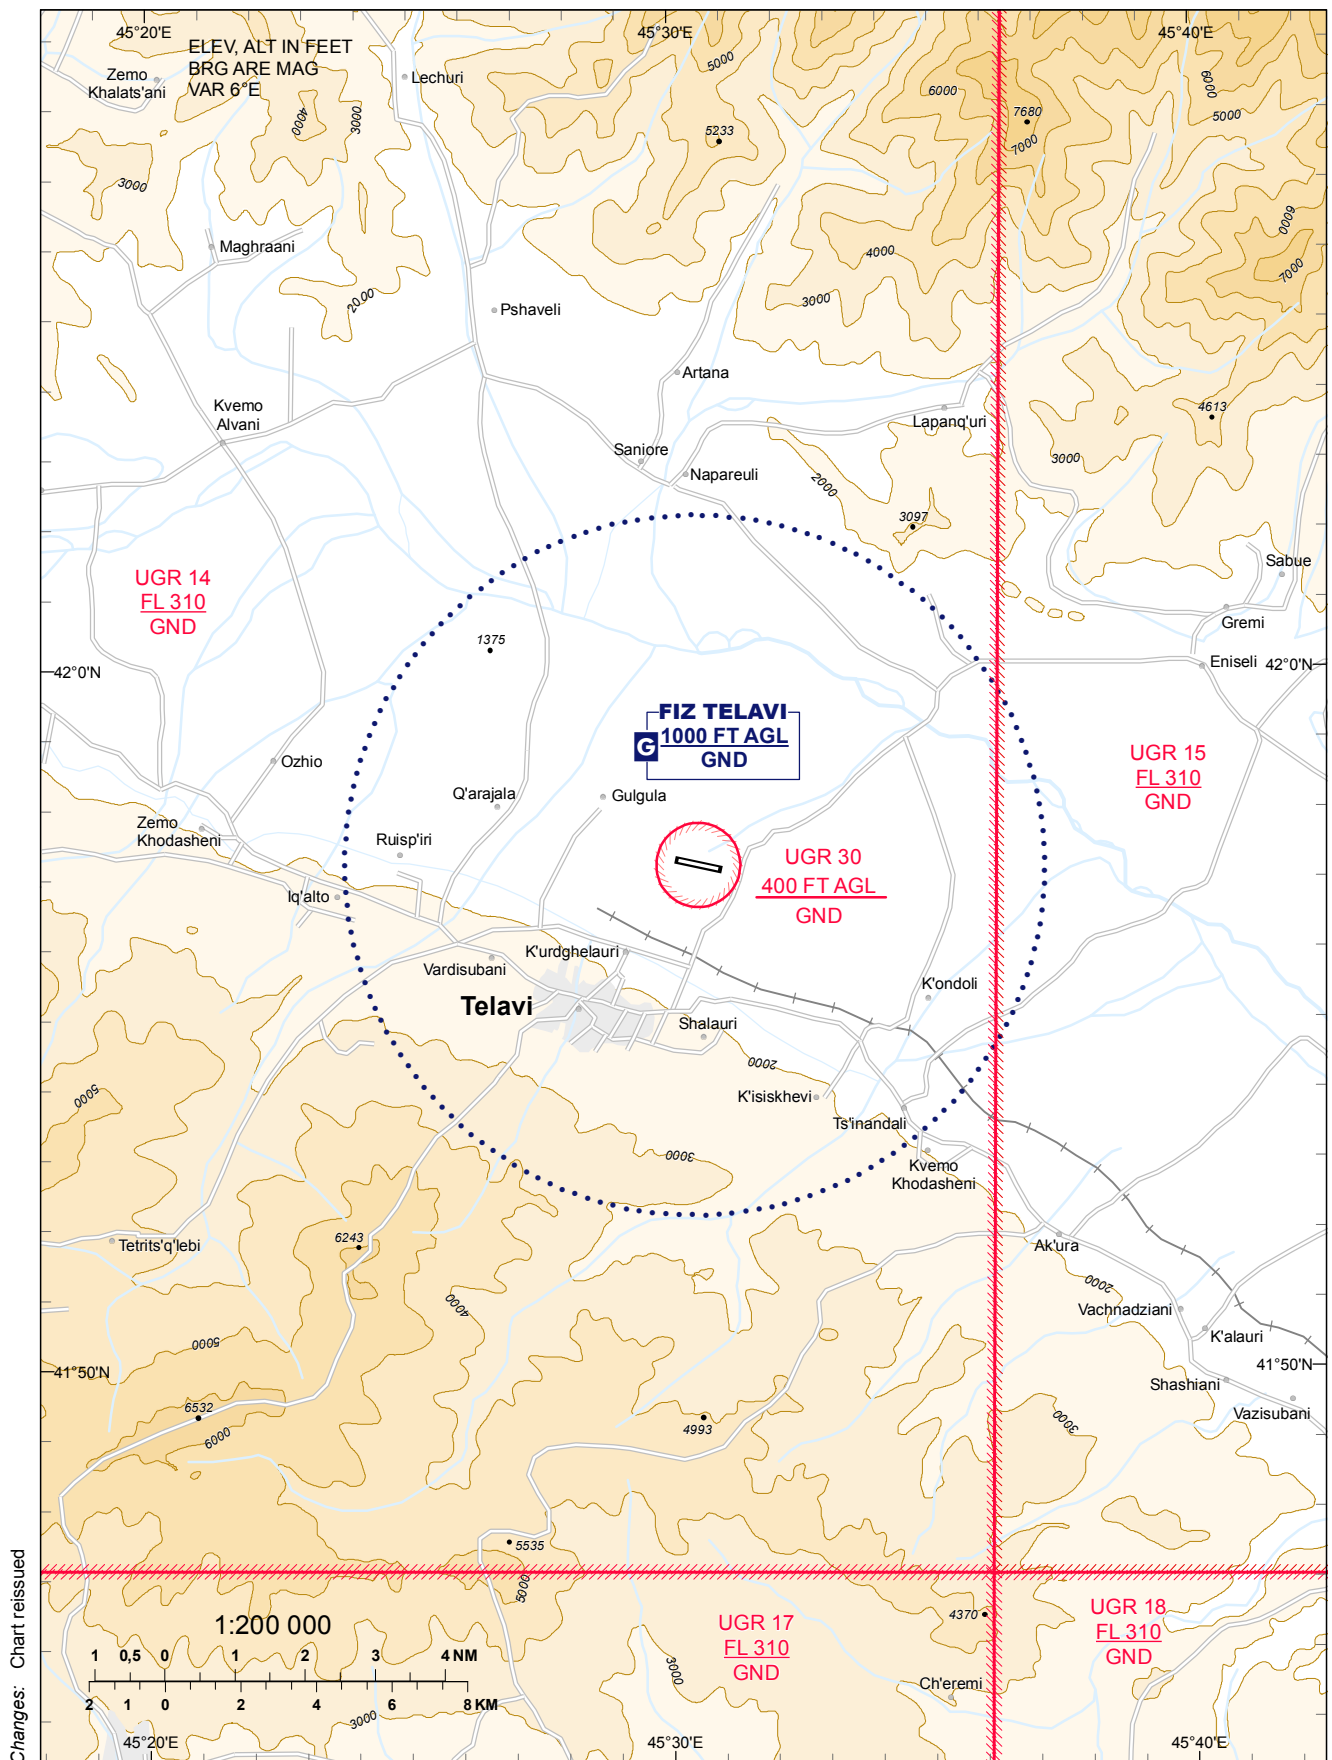 45°20'E
45°30'E
45°40'E
ELEV, ALT IN FEET
BRG ARE MAG
VAR 6°E
Zemo
Khalats'ani
Lechuri
5000
6000
7680
7000
6000
5000
4000
3000
5233
3000
Maghraani
4000
6000
7000
2000
3000
Pshaveli
Artana
Kvemo
Alvani
Lapanq'uri
4613
Saniore
Napareuli
3000
2000
3097
Sabue
UGR 14
FL 310
GND
Gremi
1375
42°0'N
Eniseli
42°0'N
FIZ TELAVI
G
1000 FT AGL
GND
UGR 15
FL 310
GND
Ozhio
Q'arajala
Gulgula
Zemo
Khodasheni
Ruisp'iri
UGR 30
400 FT AGL
GND
Iq'alto
K'urdghelauri
Vardisubani
Telavi
K'ondoli
Shalauri
2000
5000
K'isiskhevi
Ts'inandali
3000
Kvemo
Khodasheni
Tetrits'q'lebi
6243
Ak'ura
4000
2000
Vachnadziani
5000
K'alauri
41°50'N
41°50'N
Shashiani
6532
Vazisubani
6000
4993
3000
5535
5000
1:200 000
4370
UGR 17
FL 310
GND
UGR 18
FL 310
GND
1 0,5 0 1 2 3 4 NM
2 1 0 2 4 6 8 KM
3000
Ch'eremi
3000
45°20'E
45°30'E
45°40'E
Changes: Chart reissued